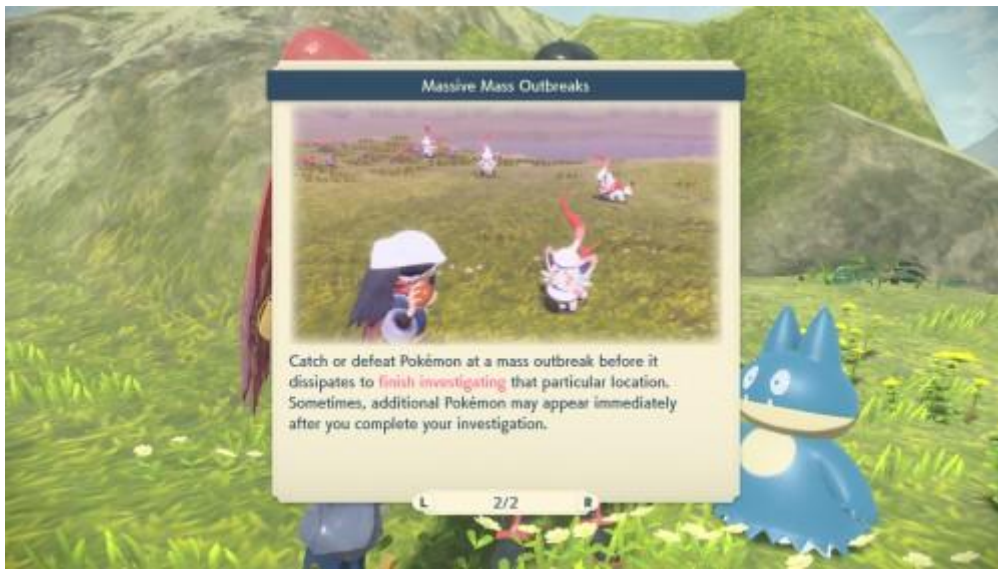 Massive Mass Outbreaks
Catch or defeat Pokémon at a mass outbreak before it
dissipates to finish investigating that particular location.
Sometimes, additional Pokémon may appear immediately
after you complete your investigation.
L 2/2 R